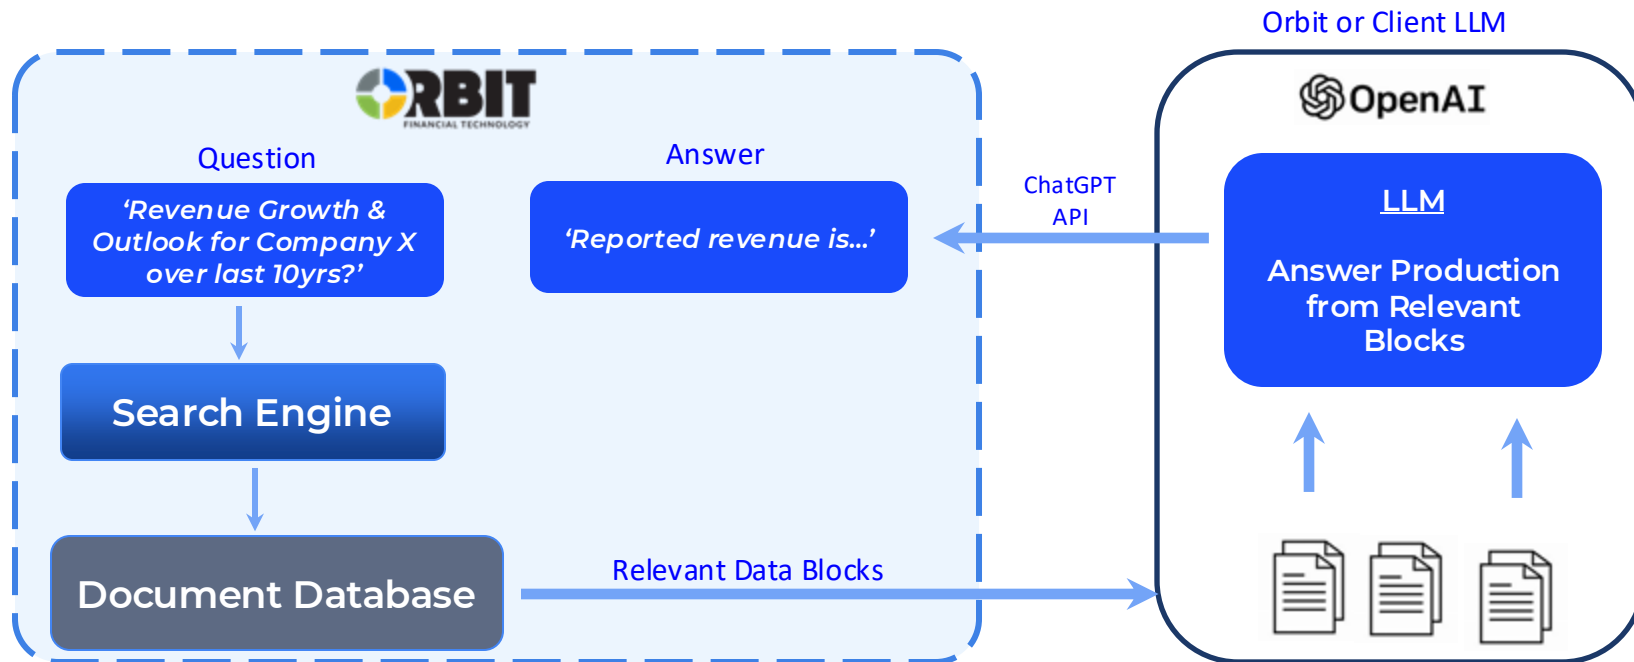 Orbit or Client LLM
ORBIT
FINANCIAL TECHNOLOGY
Question
‘Revenue Growth &
Outlook for Company X
over last 10yrs?’
Search Engine
Document Database
Answer
‘Reported revenue is...’
Relevant Data Blocks
ChatGPT
API
OpenAI
LLM
Answer Production
from Relevant
Blocks